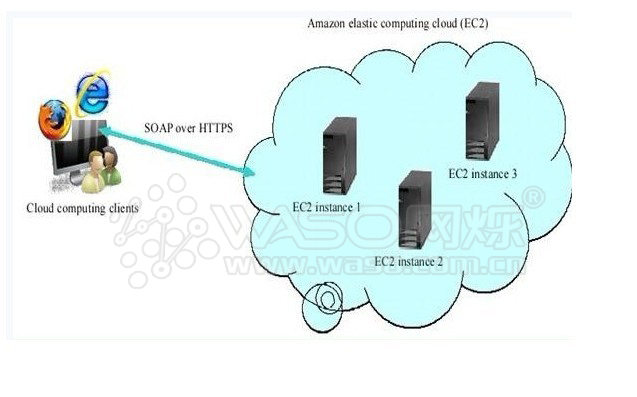 Amazon elastic computing cloud (EC2)
SOAP over HTTPS
EC2 instance 3
Cloud computing clients
EC2 instance 1
WASO网烁®
EC2 instance 2
www.waso.com.cn